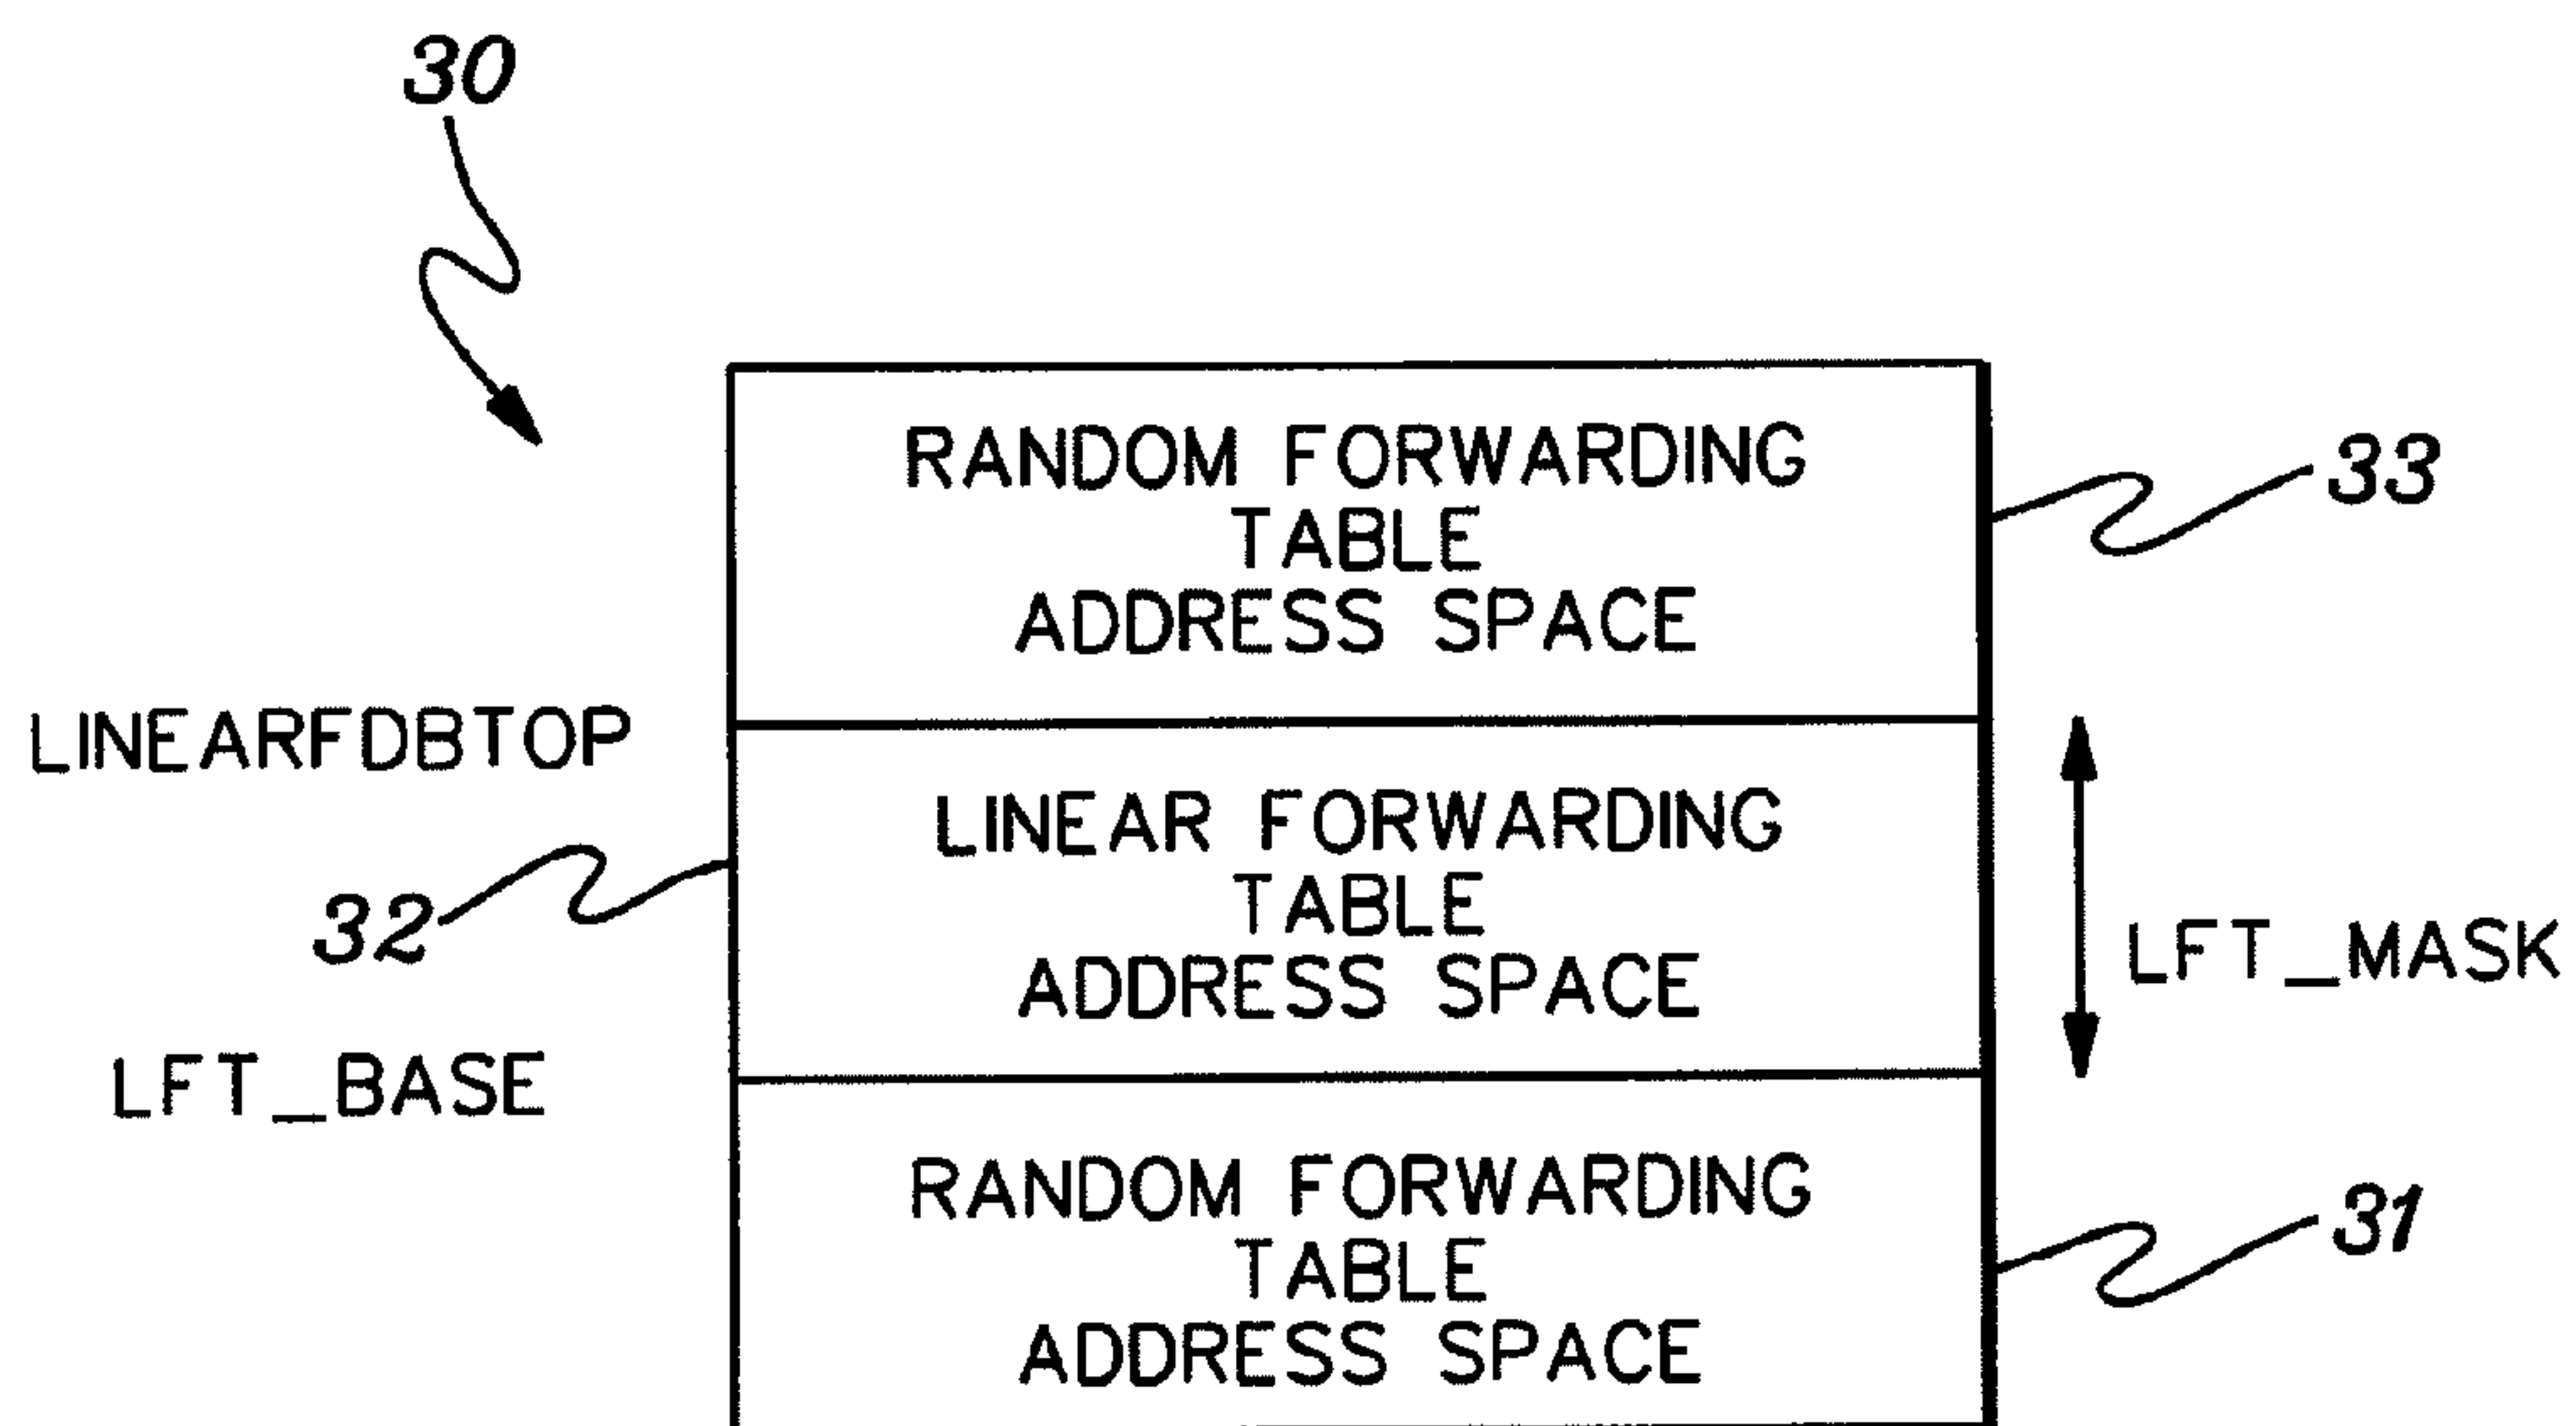 30
RANDOM FORWARDING
TABLE
ADDRESS SPACE
33
LINEARFDBTOP
LINEAR FORWARDING
TABLE
ADDRESS SPACE
32
LFT_MASK
LFT_BASE
RANDOM FORWARDING
TABLE
ADDRESS SPACE
31